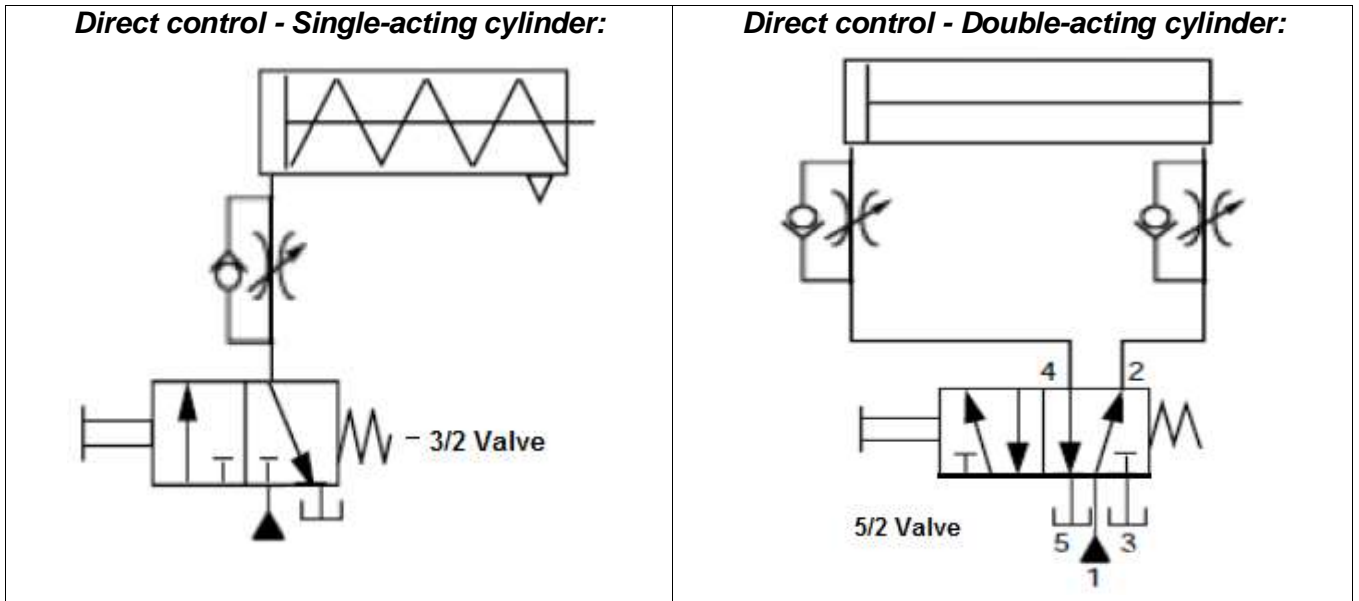 Direct control - Single-acting cylinder:
– 3/2 Valve
Direct control - Double-acting cylinder:
4 2
5/2 Valve
5 3
1